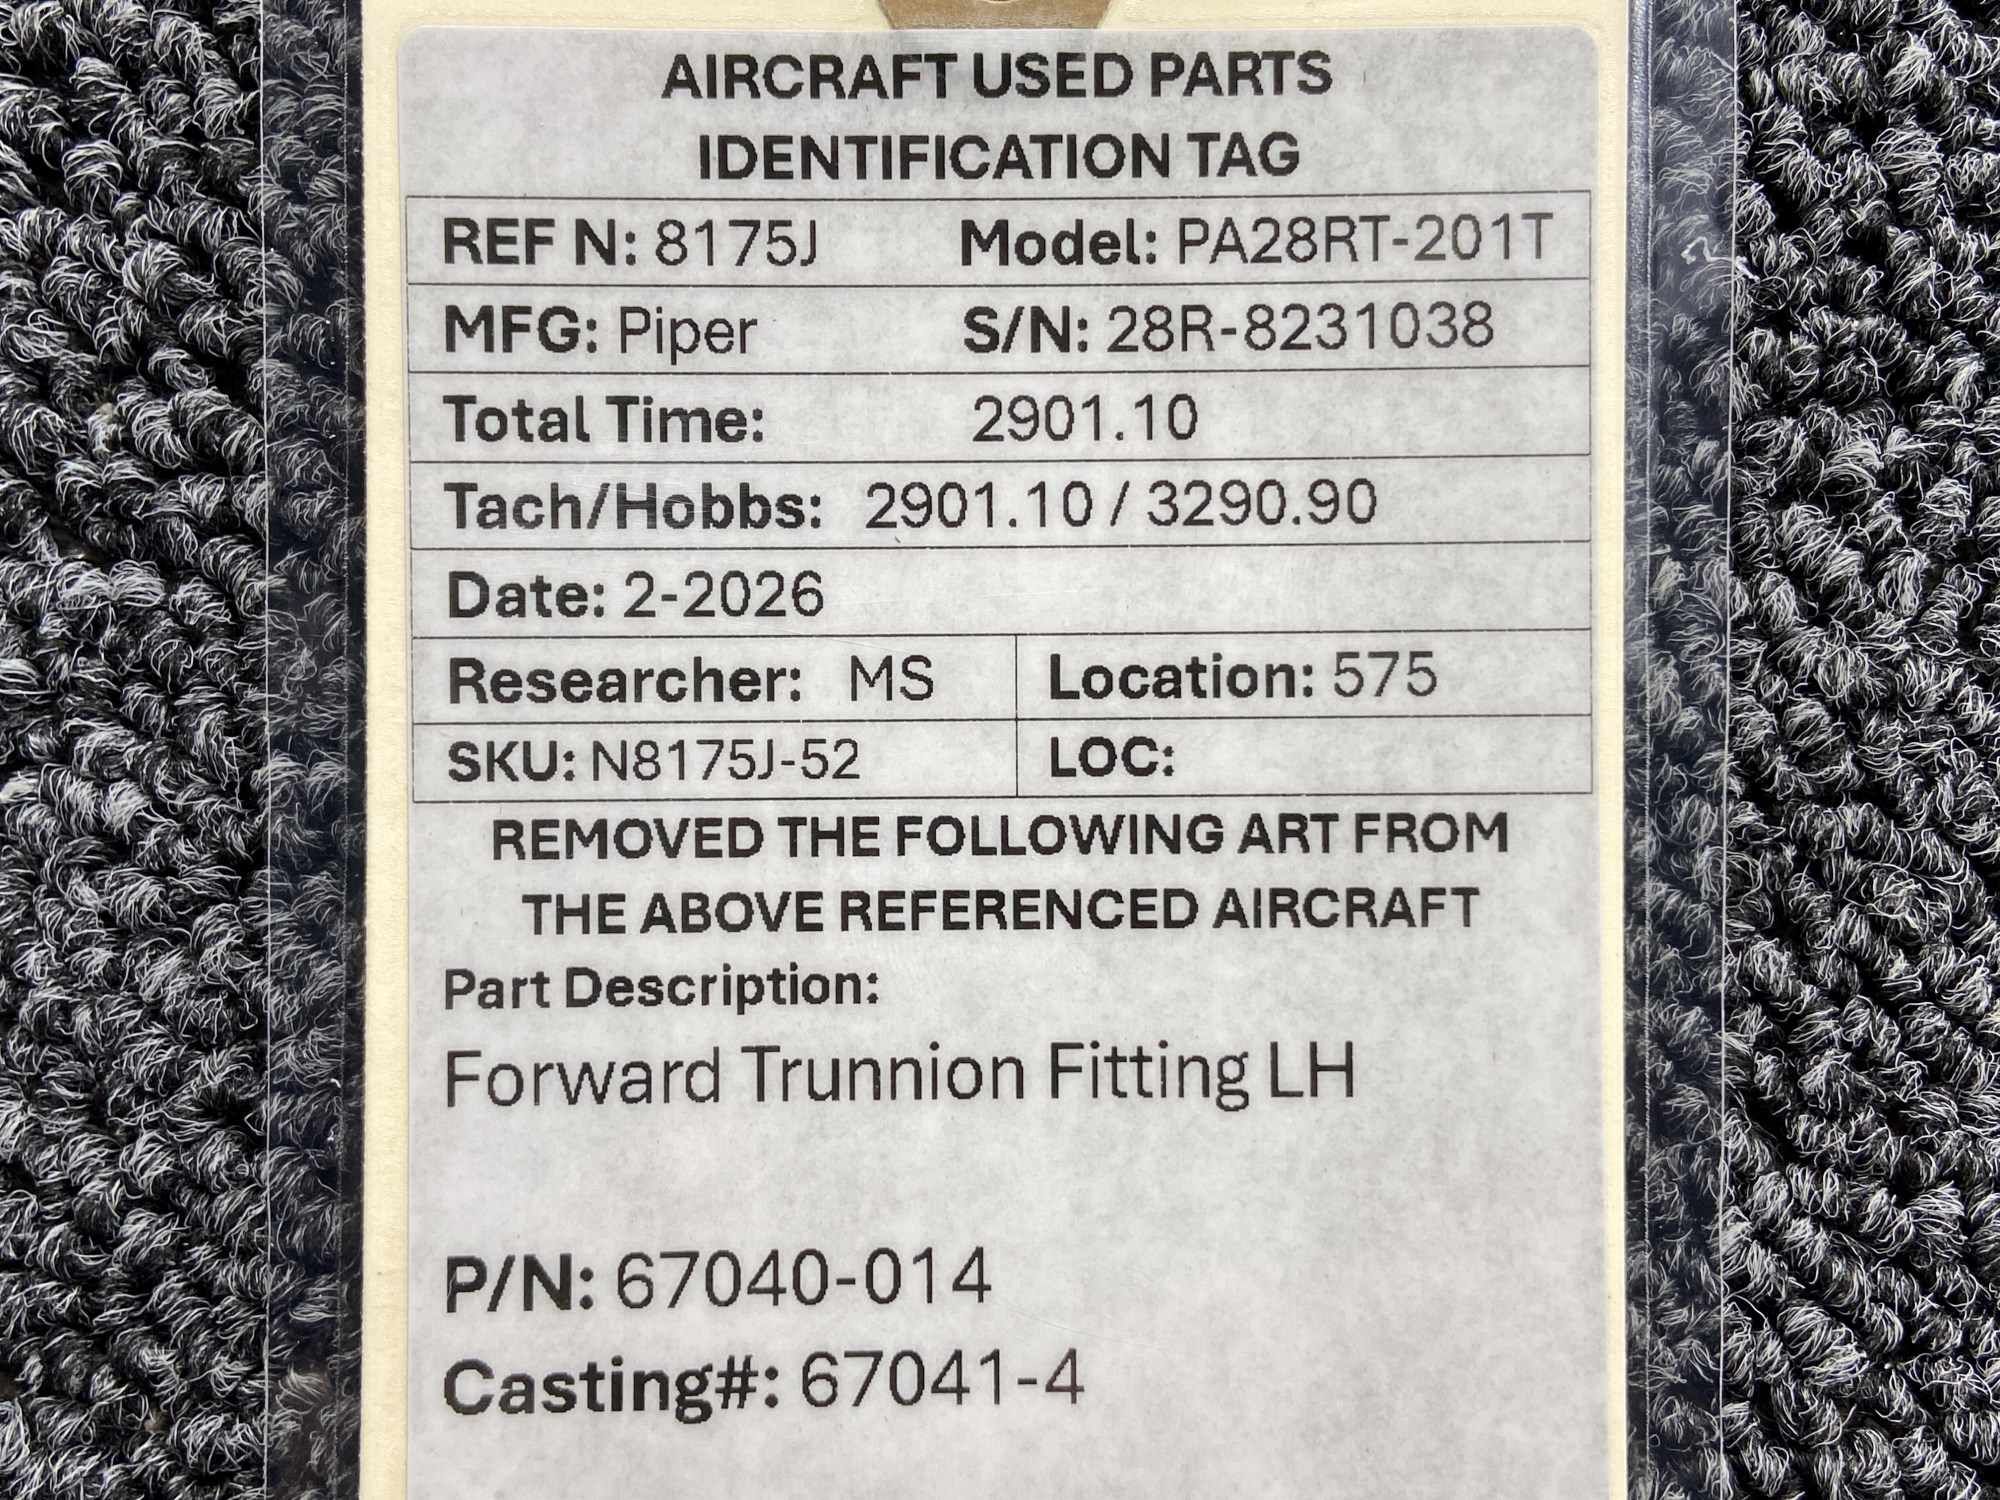 AIRCRAFT USED PARTS
IDENTIFICATION TAG
REF N: 8175J Model: PA28RT-201T
MFG: Piper S/N: 28R-8231038
Total Time: 2901.10
Tach/Hobbs: 2901.10 / 3290.90
Date: 2-2026
Researcher: MS Location: 575
SKU: N8175J-52 LOC:
REMOVED THE FOLLOWING ART FROM
THE ABOVE REFERENCED AIRCRAFT
Part Description:
Forward Trunnion Fitting LH
P/N: 67040-014
Casting#: 67041-4